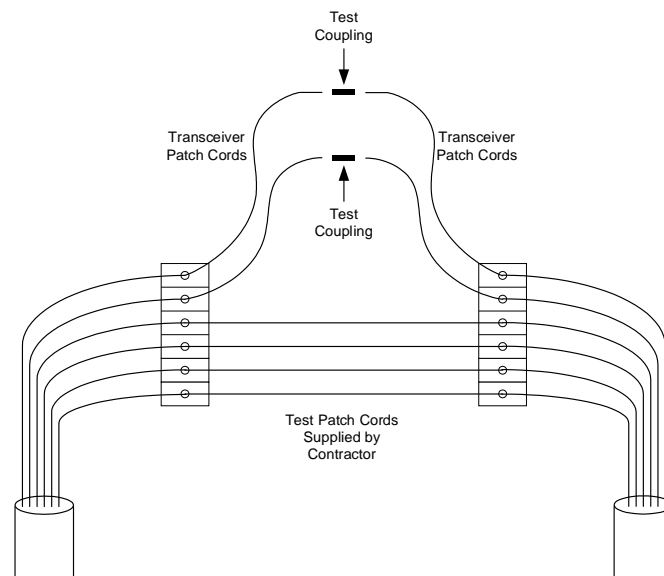 Test
Coupling
Transceiver
Patch Cords
Transceiver
Patch Cords
Test
Coupling
Test Patch Cords
Supplied by
Contractor